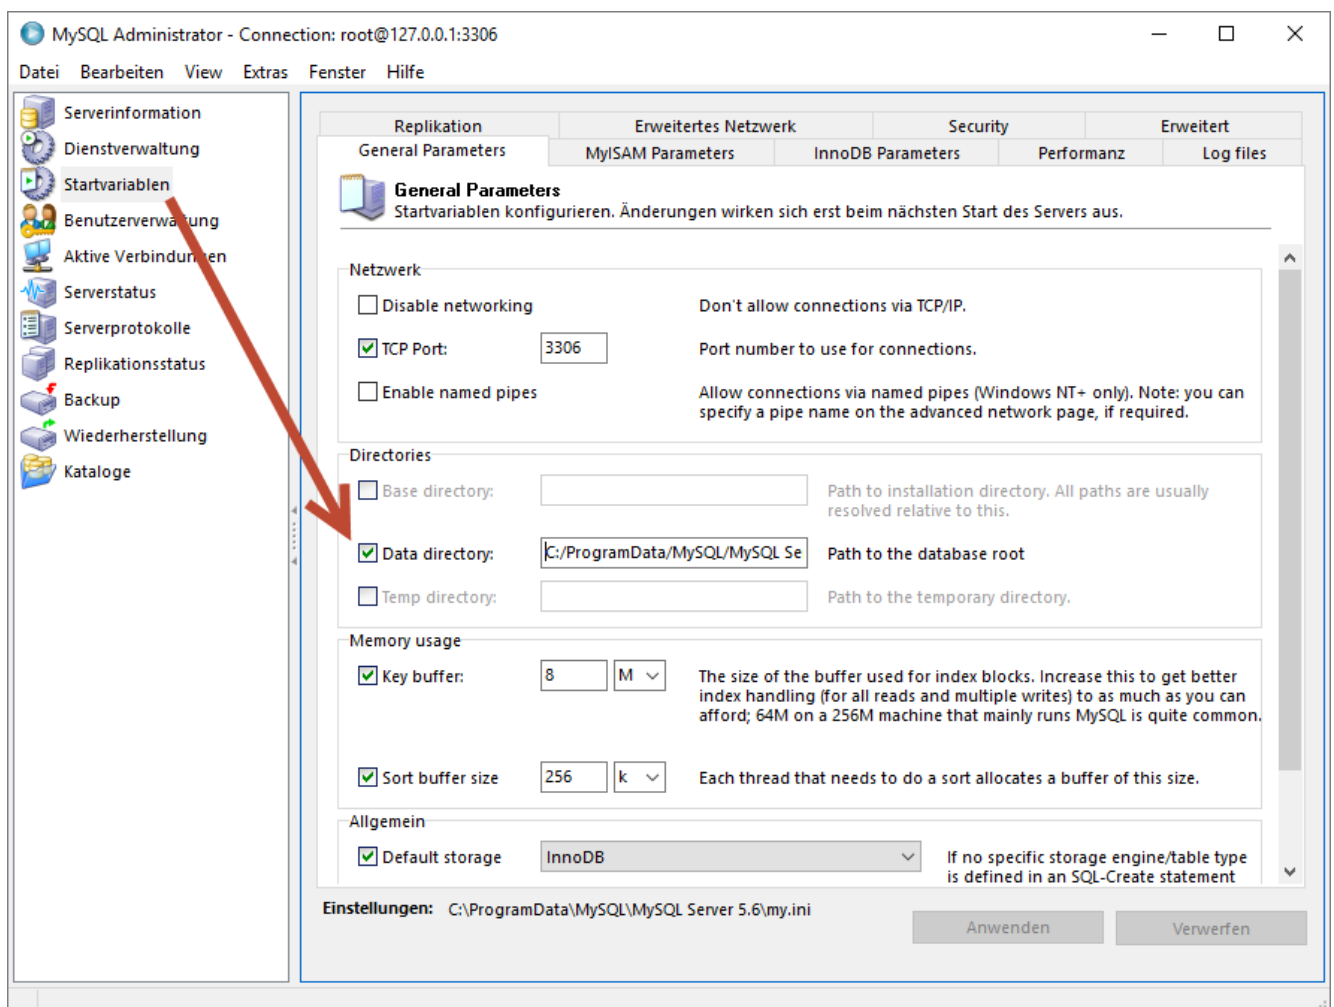 MySQL Administrator - Connection: root@127.0.0.1:3306
Datei Bearbeiten View Extras Fenster Hilfe
Serverinformation
Dienstverwaltung
Startvariablen
Benutzerverwaltung
Aktive Verbindungen
Serverstatus
Serverprotokolle
Replikationsstatus
Backup
Wiederherstellung
Kataloge
Replikation Erweitertes Netzwerk Security Erweitert
General Parameters MyISAM Parameters InnoDB Parameters Performanz Log files
General Parameters
Startvariablen konfigurieren. Änderungen wirken sich erst beim nächsten Start des Servers aus.
Netzwerk
Disable networking Don't allow connections via TCP/IP.
TCP Port: 3306 Port number to use for connections.
Enable named pipes Allow connections via named pipes (Windows NT+ only). Note: you can
specify a pipe name on the advanced network page, if required.
Directories
Base directory: Path to installation directory. All paths are usually
resolved relative to this.
Data directory: C:/ProgramData/MySQL/MySQL Se Path to the database root
Temp directory: Path to the temporary directory.
Memory usage
Key buffer: 8 M The size of the buffer used for index blocks. Increase this to get better
index handling (for all reads and multiple writes) to as much as you can
afford; 64M on a 256M machine that mainly runs MySQL is quite common.
Sort buffer size 256 k Each thread that needs to do a sort allocates a buffer of this size.
Allgemein
Default storage InnoDB If no specific storage engine/table type
is defined in an SQL-Create statement
Einstellungen: C:\ProgramData\MySQL\MySQL Server 5.6\my.ini
Anwenden Verwerfen